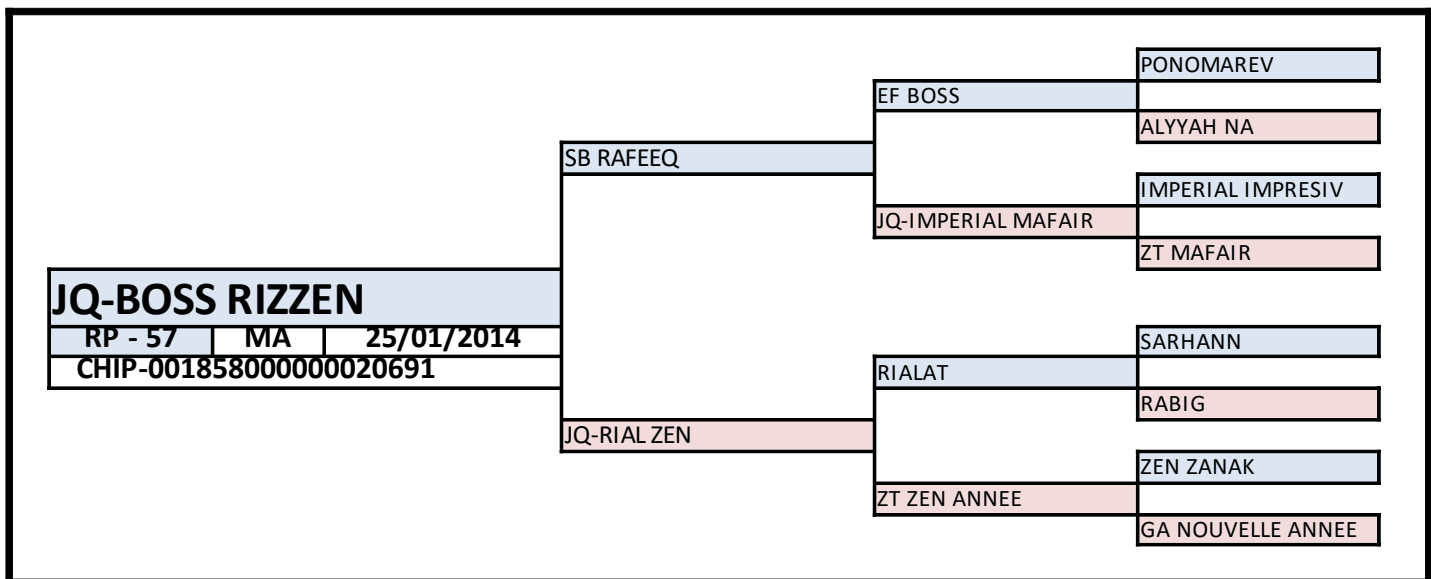 PONOMAREV
EF BOSS
ALYYAH NA
SB RAFEEQ
IMPERIAL IMPRESIV
JQ-IMPERIAL MAFAIR
ZT MAFAIR
JQ-BOSS RIZZEN
RP - 57 MA 25/01/2014
CHIP-001858000000020691
SARHANN
RIALAT
RABIG
JQ-RIAL ZEN
ZEN ZANAK
ZT ZEN ANNEE
GA NOUVELLE ANNEE